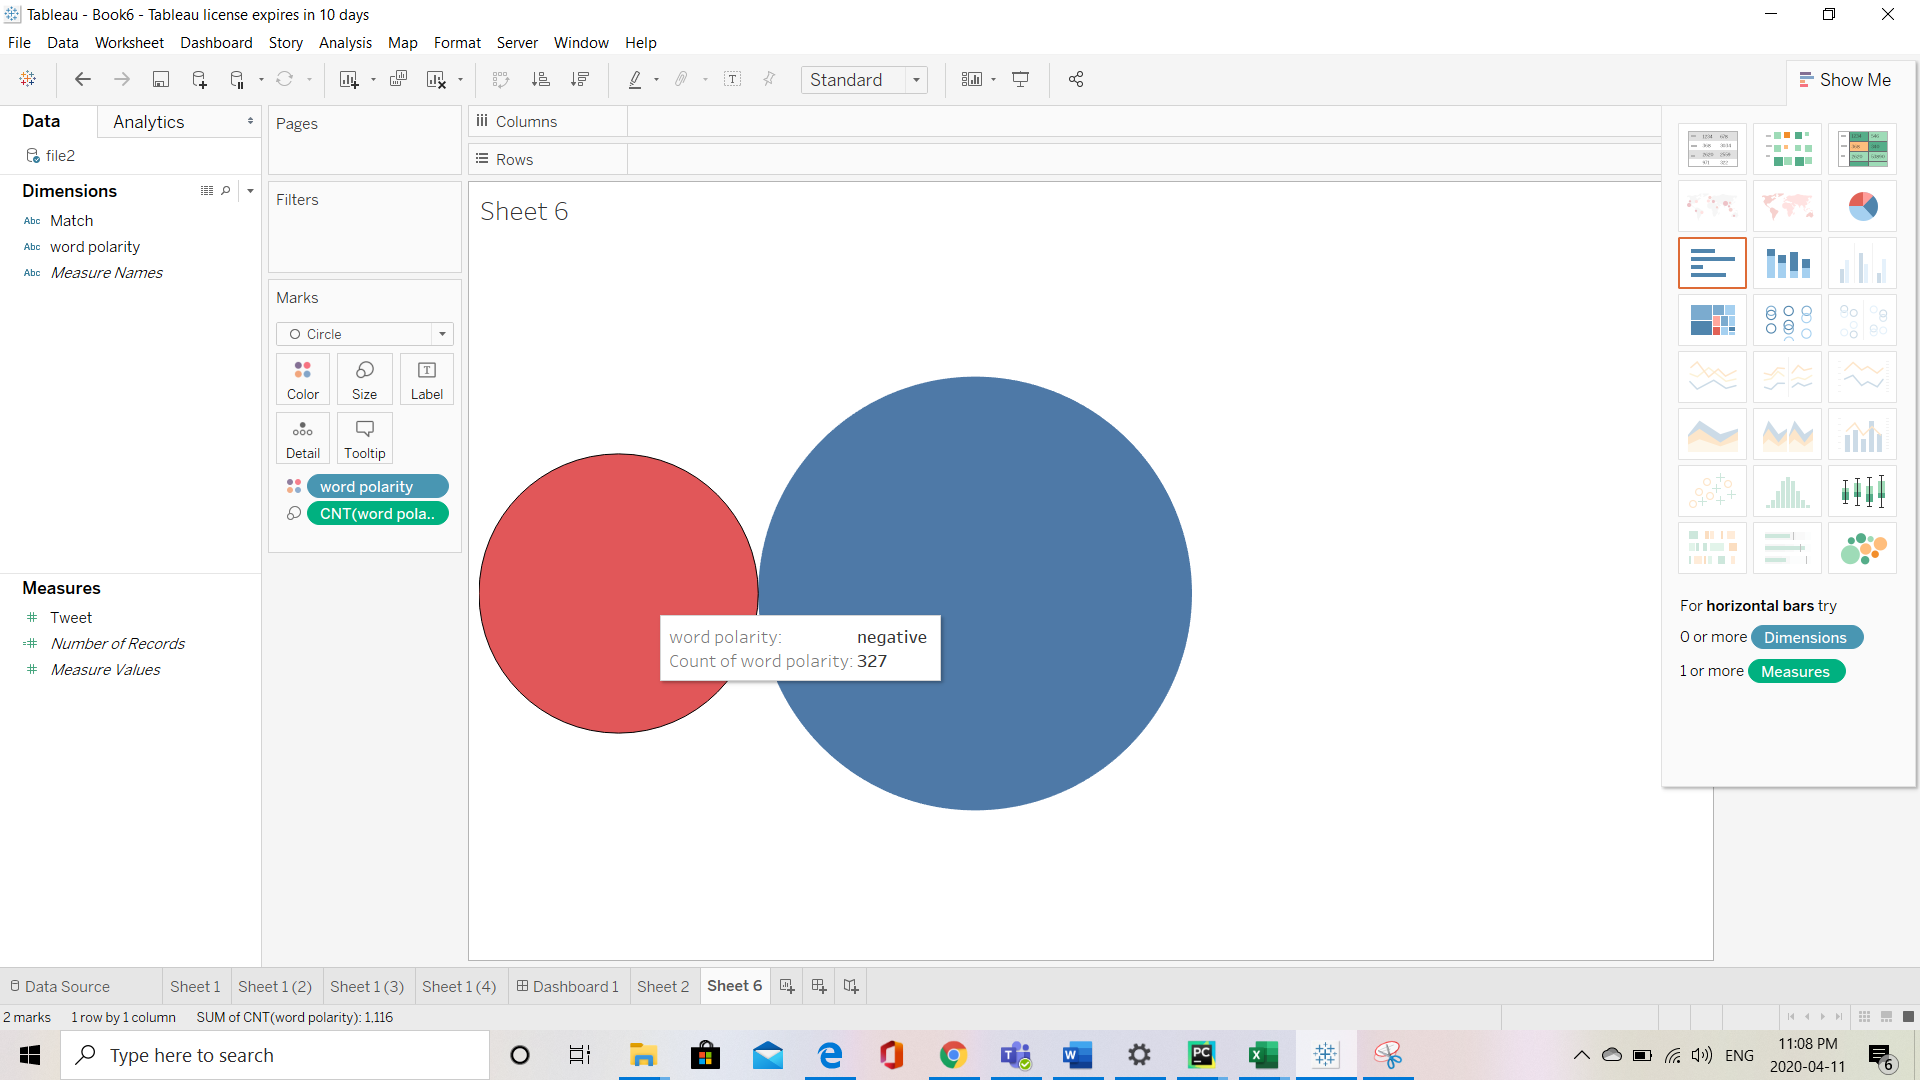 Tableau - Book6 - Tableau license expires in 10 days
File Data Worksheet Dashboard Story Analysis Map Format Server Window Help
Standard
Show Me
Data
Analytics
file2
Dimensions
Abc Match
Abc word polarity
Abc Measure Names
Measures
Tweet
Number of Records
Measure Values
Pages
Filters
Marks
Circle
Color
Size
Label
Detail
Tooltip
word polarity
CNT(word pola..
Columns
Rows
Sheet 6
word polarity: negative
Count of word polarity: 327
For horizontal bars try
0 or more Dimensions
1 or more Measures
Data Source Sheet 1 Sheet 1 (2) Sheet 1 (3) Sheet 1 (4) Dashboard 1 Sheet 2 Sheet 6
2 marks 1 row by 1 column SUM of CNT(word polarity): 1,116
Type here to search
ENG
11:08 PM
2020-04-11
6